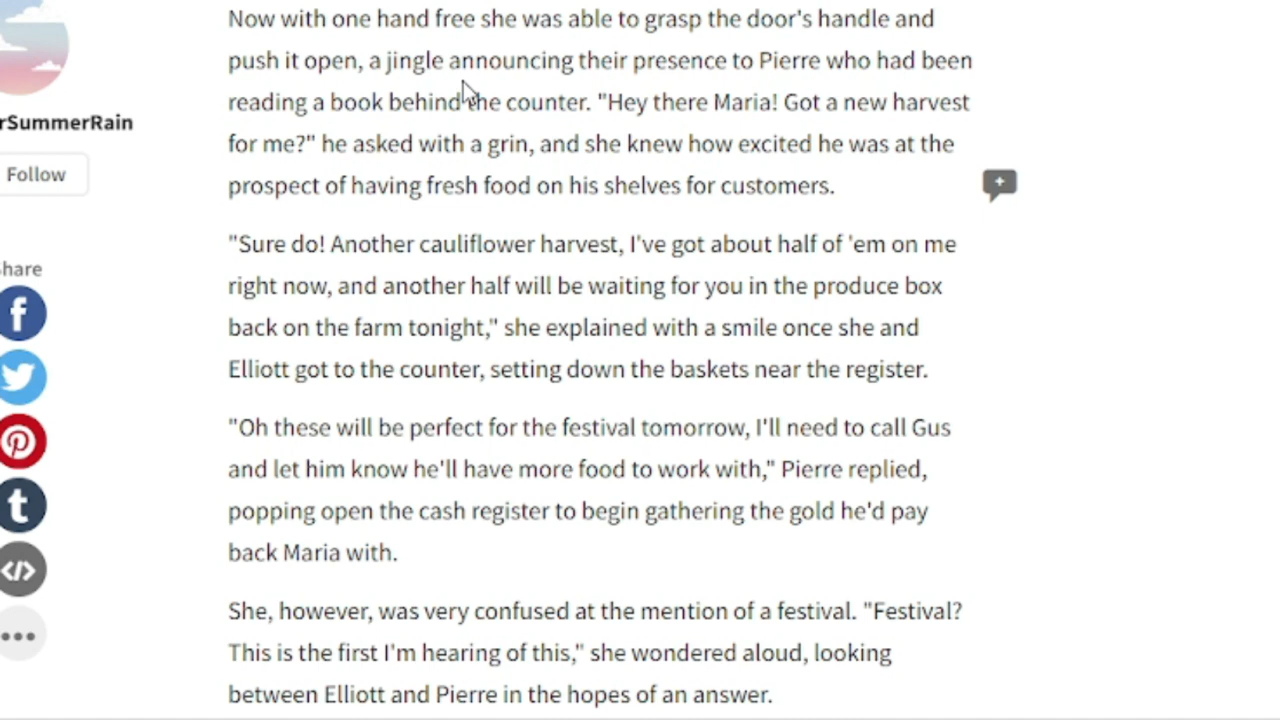 Now with one hand free she was able to grasp the door's handle and
push it open, a jingle announcing their presence to Pierre who had been
reading a book behind the counter. "Hey there Maria! Got a new harvest
for me?" he asked with a grin, and she knew how excited he was at the
prospect of having fresh food on his shelves for customers.
rSummerRain
Follow
"Sure do! Another cauliflower harvest, I've got about half of 'em on me
right now, and another half will be waiting for you in the produce box
back on the farm tonight," she explained with a smile once she and
Elliott got to the counter, setting down the baskets near the register.
hare
"Oh these will be perfect for the festival tomorrow, I'll need to call Gus
and let him know he'll have more food to work with," Pierre replied,
popping open the cash register to begin gathering the gold he'd pay
back Maria with.
She, however, was very confused at the mention of a festival. "Festival?
This is the first I'm hearing of this," she wondered aloud, looking
between Elliott and Pierre in the hopes of an answer.